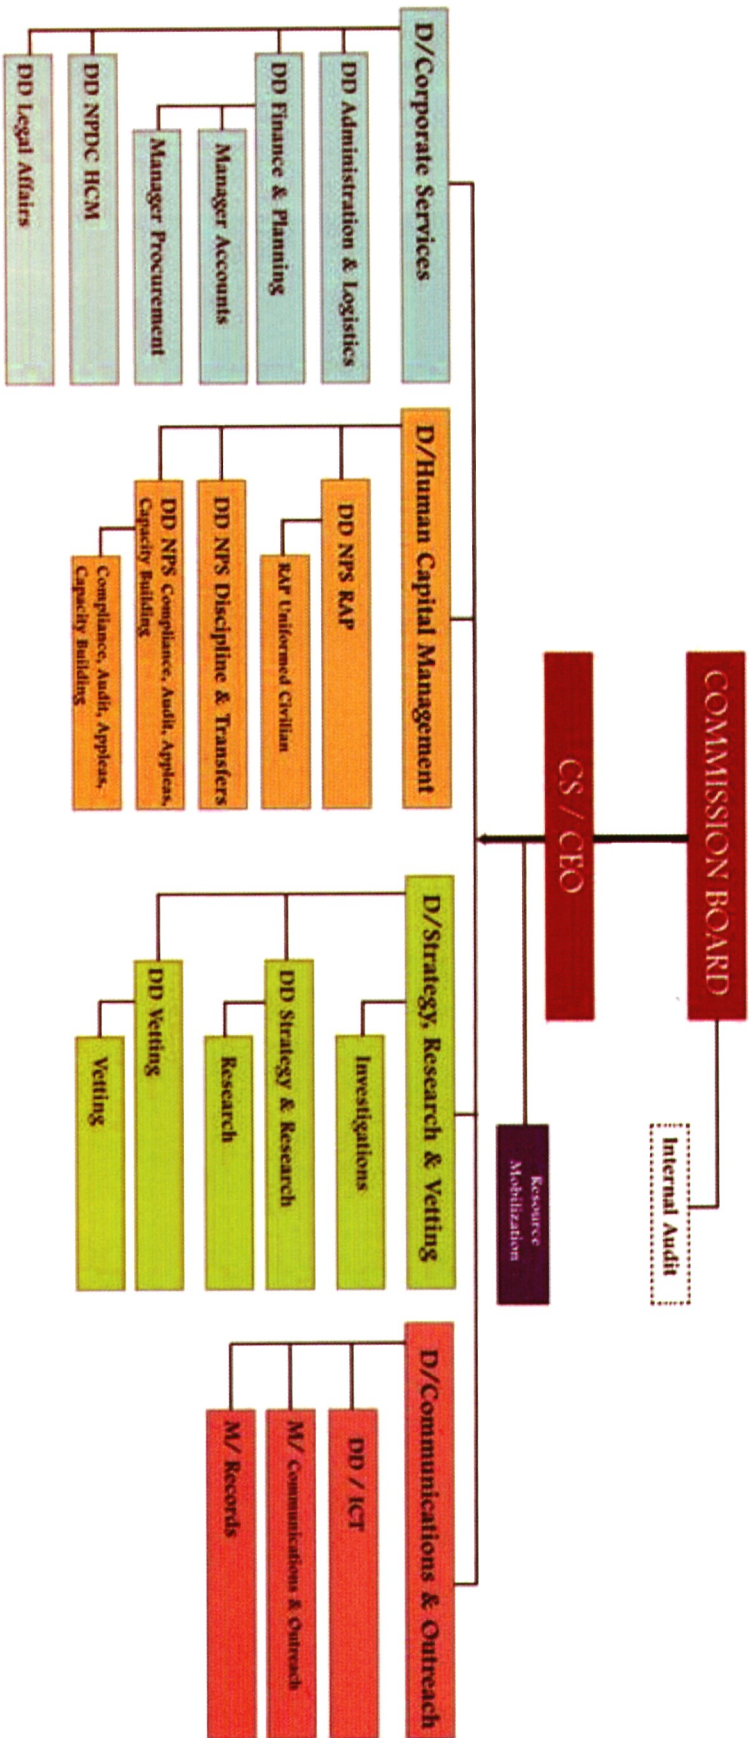 COMMISSION BOARD
Internal Audit
CS / CEO
Resource
Mobilization
D/Corporate Services
DD Administration & Logistics
DD Finance & Planning
Manager Accounts
Manager Procurement
DD NPDC HCM
DD Legal Affairs
D/Human Capital Management
DD NPS RAP
RAP Uniformed Civilian
DD NPS Discipline & Transfers
DD NPS Compliance, Audit, Appleas,
Capacity Building
Compliance, Audit, Appleas,
Capacity Building
D/Strategy, Research & Vetting
Investigations
DD Strategy & Research
Research
DD Vetting
Vetting
D/Communications & Outreach
DD / ICT
M/ Communications & Outreach
M/ Records